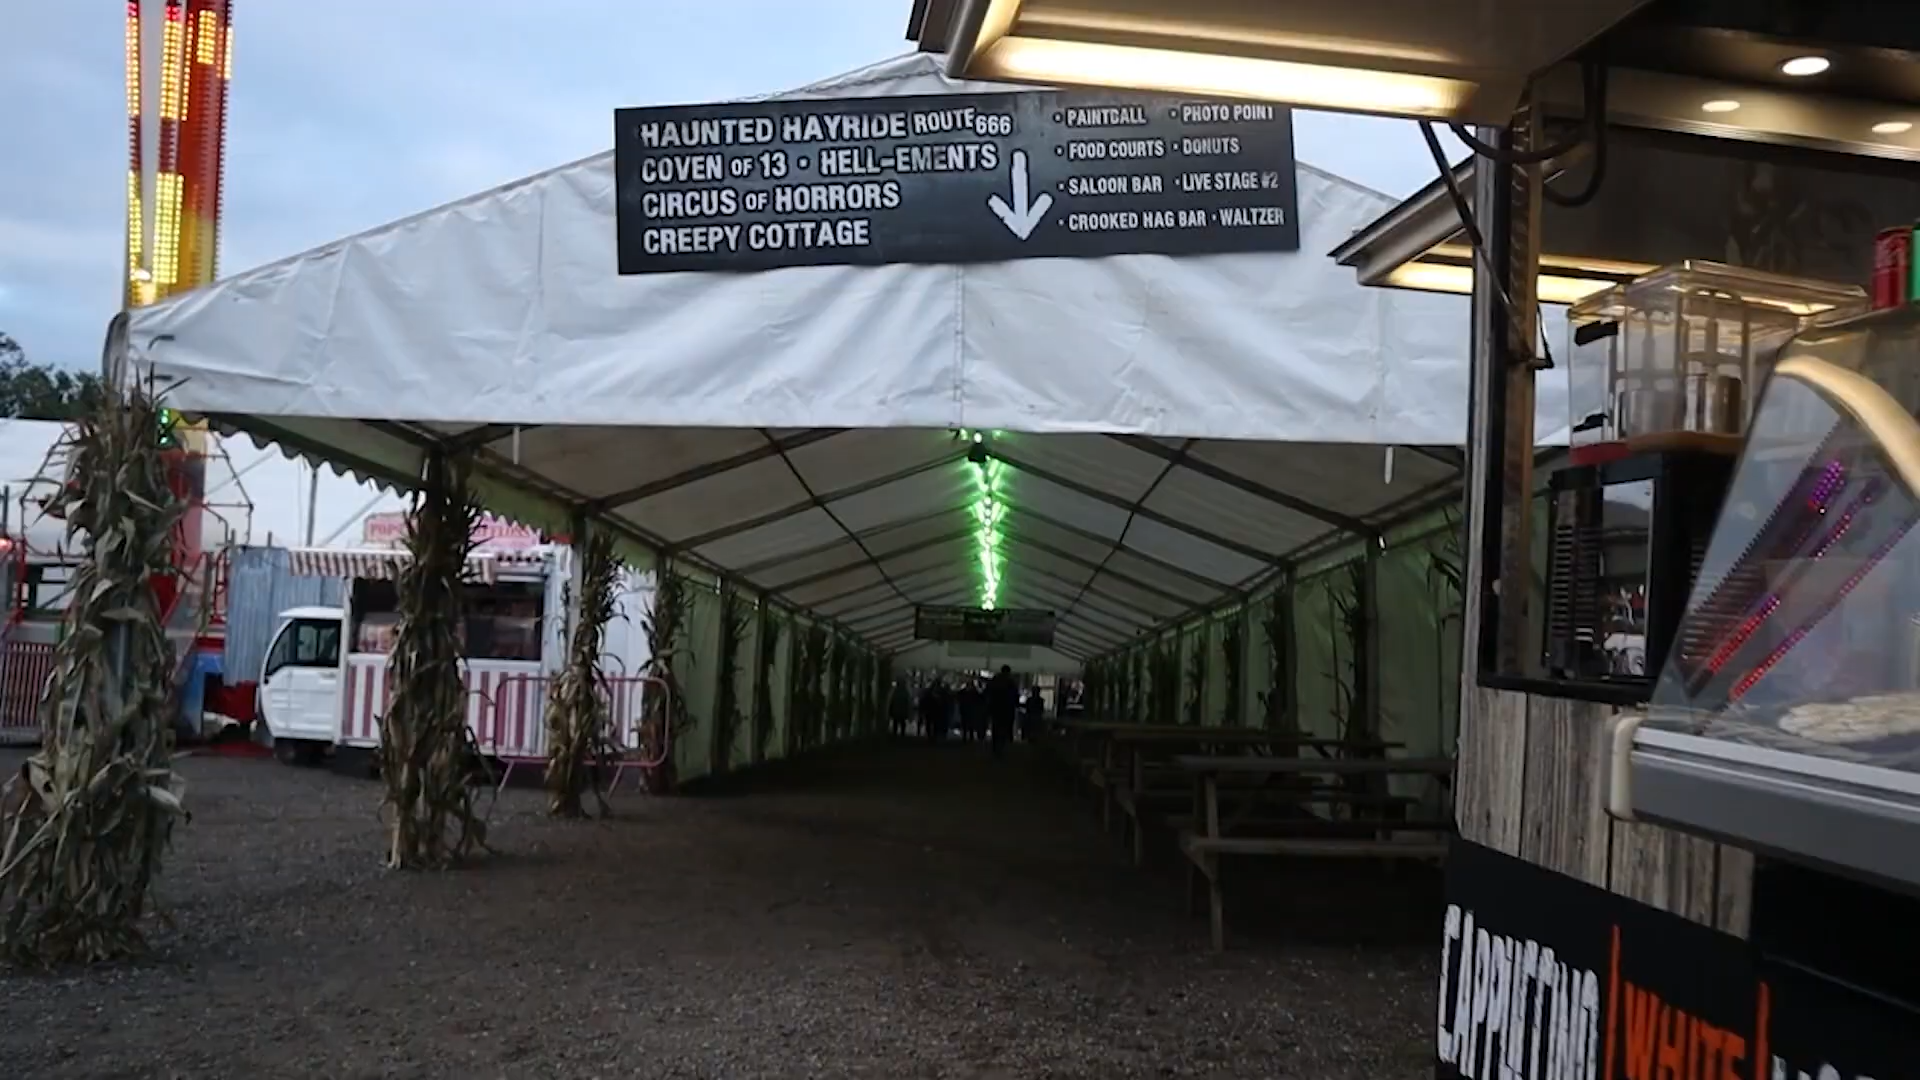 HAUNTED HAYRIDE ROUTE 666
COVEN OF 13 • HELL-EMENTS
CIRCUS OF HORRORS
CREEPY COTTAGE
• PAINTBALL • PHOTO POINT
• FOOD COURTS • DONUTS
• SALOON BAR • LIVE STAGE #2
• CROOKED HAG BAR • WALTZER
CAPPUCCINO WHITE